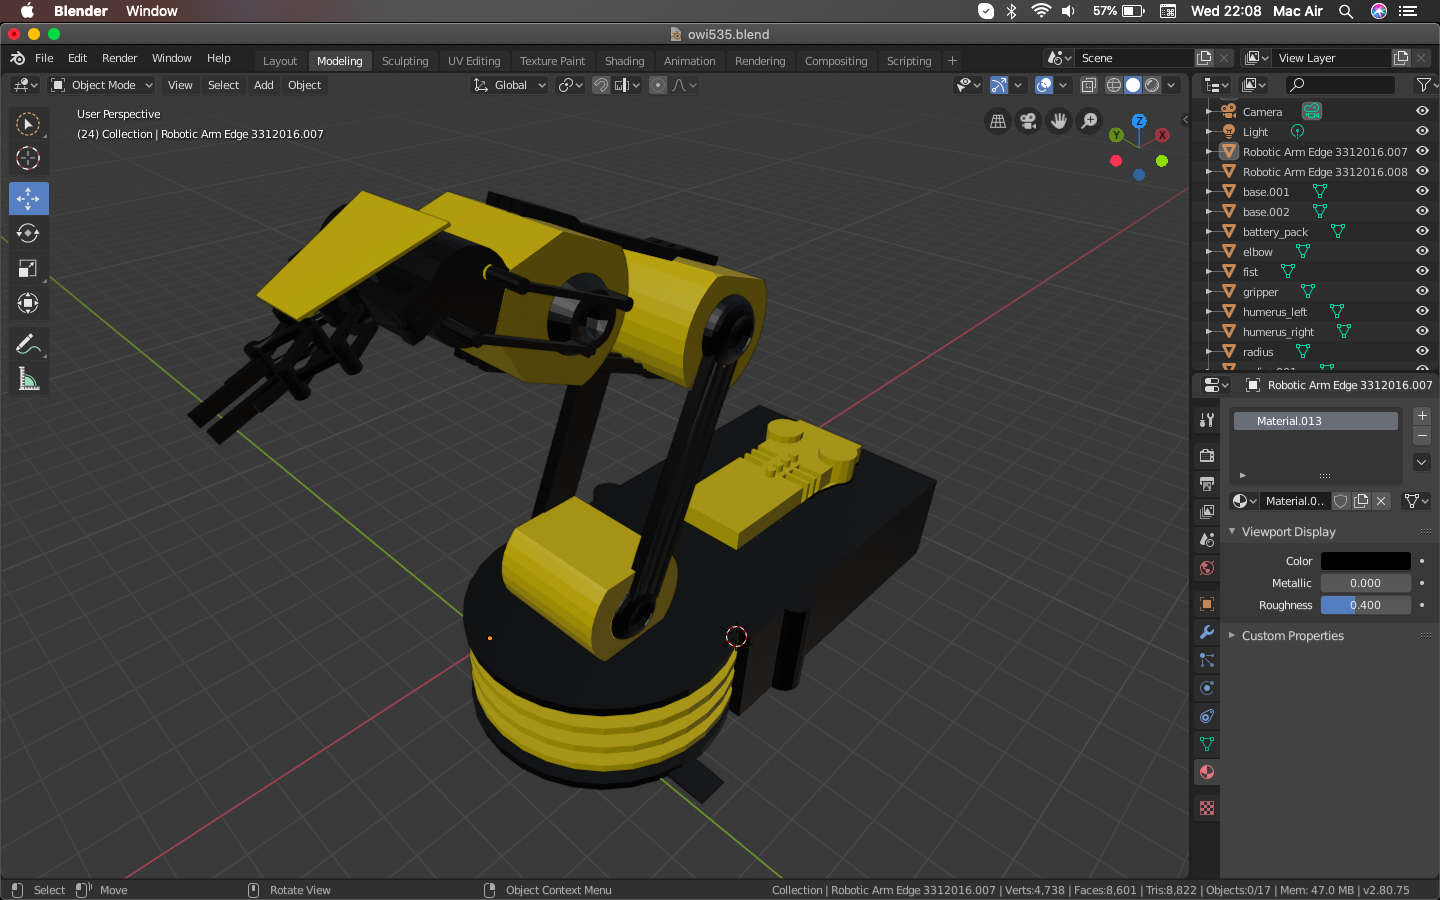 Blender Window 57% Wed 22:08 Mac Air
owi535.blend
File Edit Render Window Help Layout Modeling Sculpting UV Editing Texture Paint Shading Animation Rendering Compositing Scripting + Scene View Layer
Object Mode View Select Add Object Global
User Perspective
(24) Collection | Robotic Arm Edge 3312016.007
Z
Y X
Camera
Light
Robotic Arm Edge 3312016.007
Robotic Arm Edge 3312016.008
base.001
base.002
battery_pack
elbow
fist
gripper
humerus_left
humerus_right
radius
Robotic Arm Edge 3312016.007
Material.013
Material.0..
Viewport Display
Color
Metallic 0.000
Roughness 0.400
Custom Properties
Select Move Rotate View Object Context Menu Collection | Robotic Arm Edge 3312016.007 | Verts:4,738 | Faces:8,601 | Tris:8,822 | Objects:0/17 | Mem: 47.0 MB | v2.80.75